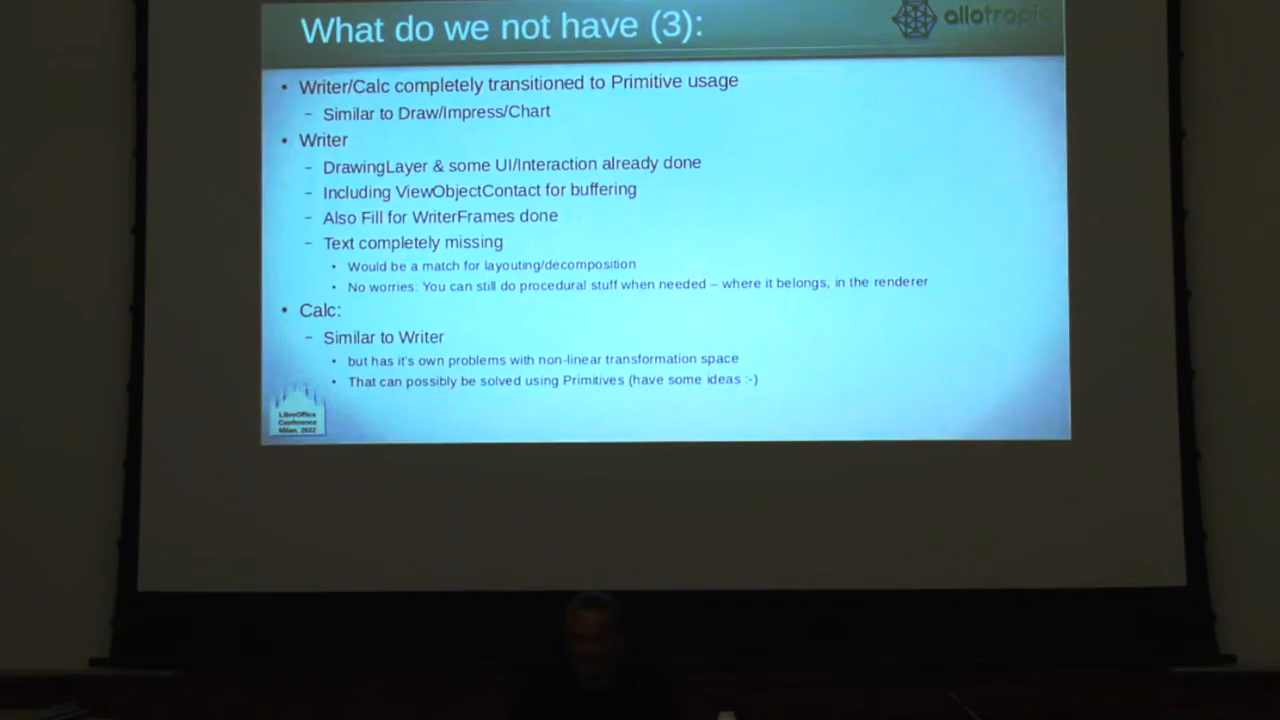 What do we not have (3):
allotropia
• Writer/Calc completely transitioned to Primitive usage
– Similar to Draw/Impress/Chart
• Writer
– DrawingLayer & some UI/Interaction already done
– Including ViewObjectContact for buffering
– Also Fill for WriterFrames done
– Text completely missing
• Would be a match for layouting/decomposition
• No worries: You can still do procedural stuff when needed – where it belongs, in the renderer
• Calc:
– Similar to Writer
• but has it's own problems with non-linear transformation space
• That can possibly be solved using Primitives (have some ideas :-)
LibreOffice
Conference
Milan, 2022